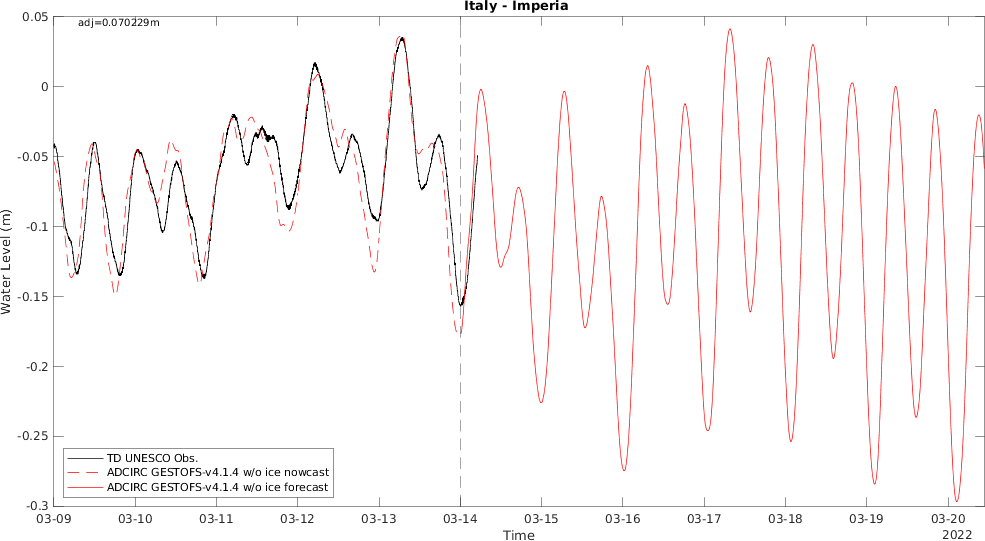 Italy - Imperia
adj=0.070229m
0.05
0
-0.05
-0.1
-0.15
-0.2
-0.25
-0.3
Water Level (m)
TD UNESCO Obs.
ADCIRC GESTOFS-v4.1.4 w/o ice nowcast
ADCIRC GESTOFS-v4.1.4 w/o ice forecast
03-09 03-10 03-11 03-12 03-13 03-14 03-15 03-16 03-17 03-18 03-19 03-20
Time
2022